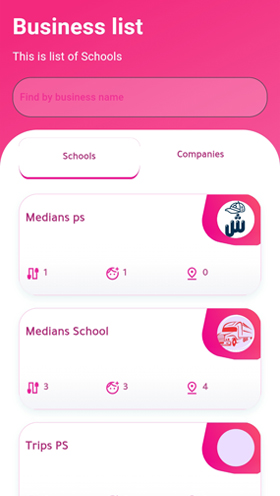 Business list
This is list of Schools
Find by business name
Schools
Companies
Medians ps
ش
1
1
0
Medians School
3
3
4
Trips PS